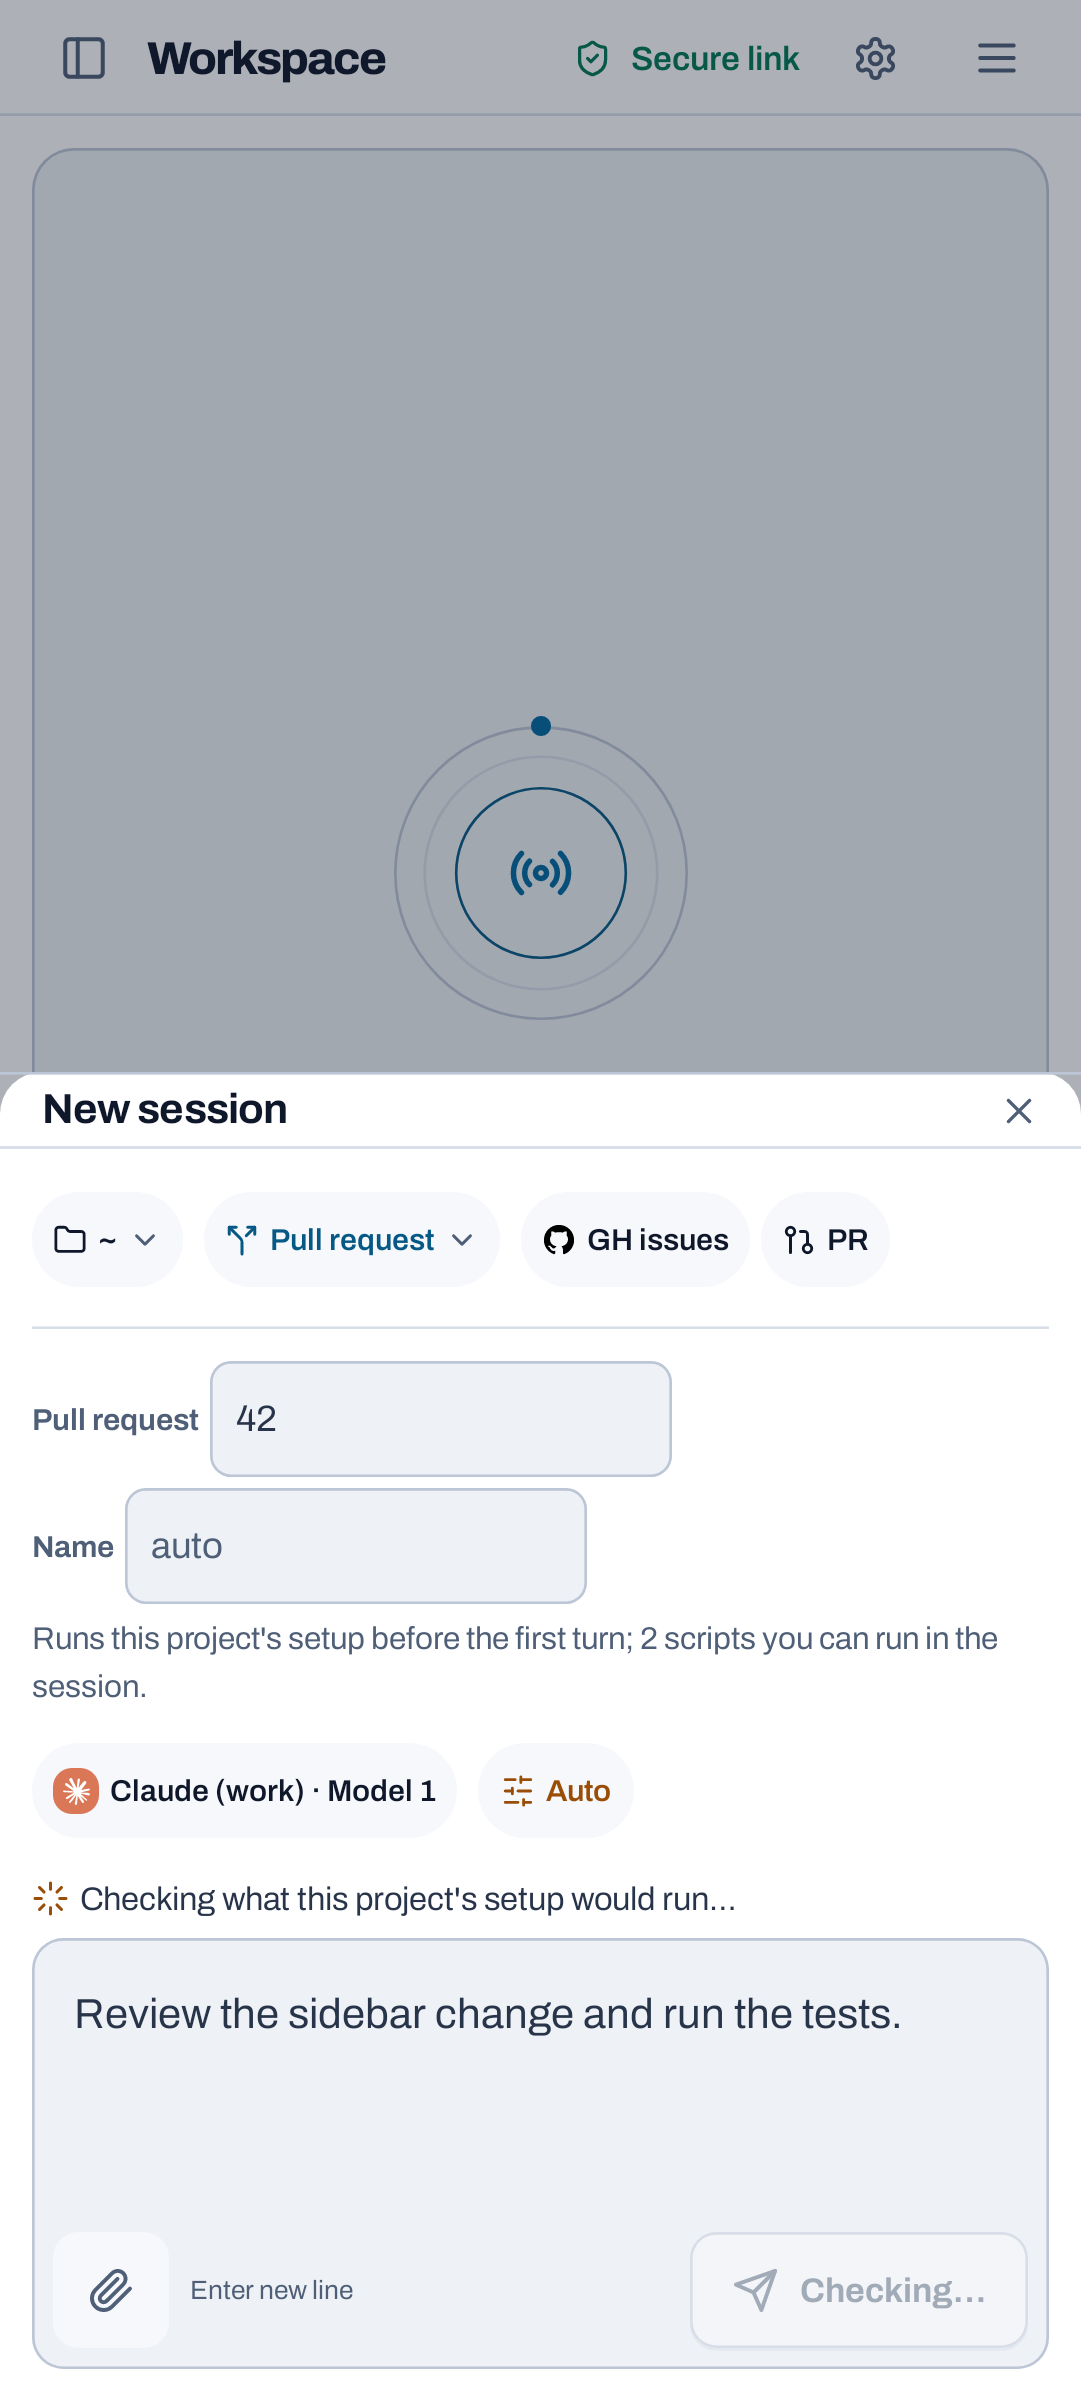 Workspace
Secure link
New session
~
Pull request
GH issues
PR
Pull request
42
Name
auto
Runs this project's setup before the first turn; 2 scripts you can run in the
session.
Claude (work) · Model 1
Auto
Checking what this project's setup would run...
Review the sidebar change and run the tests.
Enter new line
Checking...